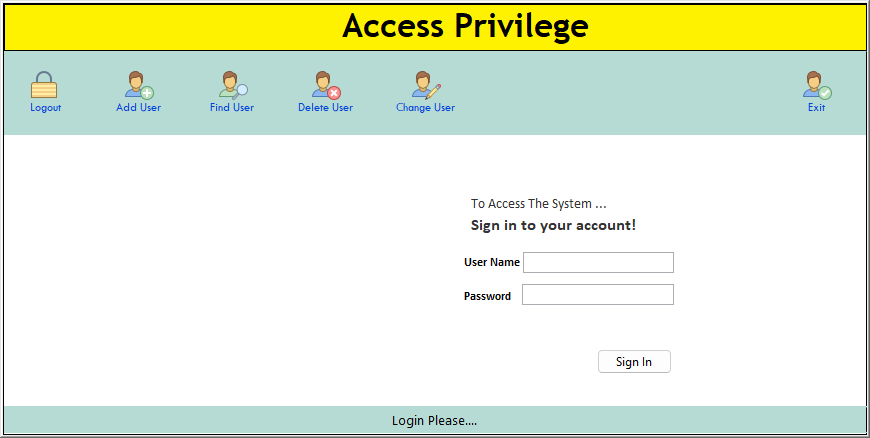 Access Privilege
Logout Add User Find User Delete User Change User Exit
To Access The System ...
Sign in to your account!
User Name
Password
Sign In
Login Please....